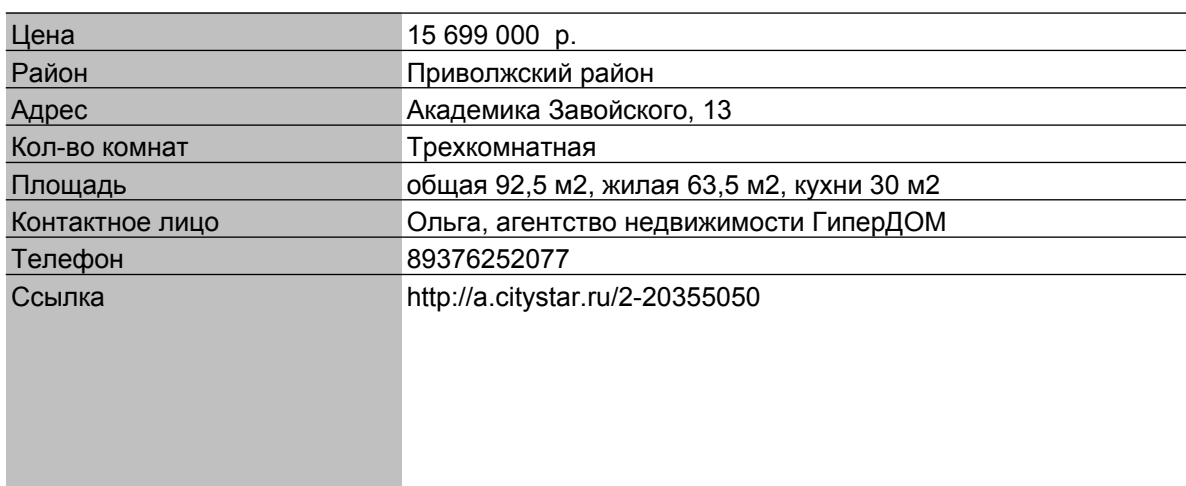 Цена 15 699 000 р.
Район Приволжский район
Адрес Академика Завойского, 13
Кол-во комнат Трехкомнатная
Площадь общая 92,5 м2, жилая 63,5 м2, кухни 30 м2
Контактное лицо Ольга, агентство недвижимости ГиперДОМ
Телефон 89376252077
Ссылка http://a.citystar.ru/2-20355050